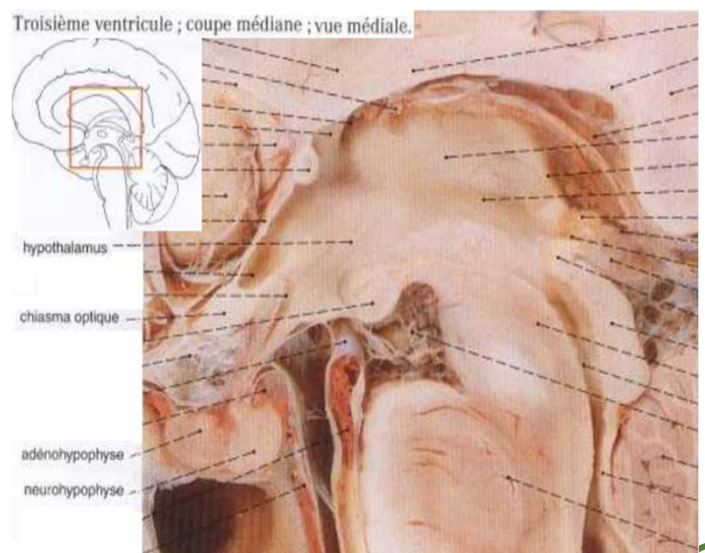 Troisième ventricule ; coupe médiane ; vue médiale.
hypothalamus
chiasma optique
adénohypophyse
neurohypophyse